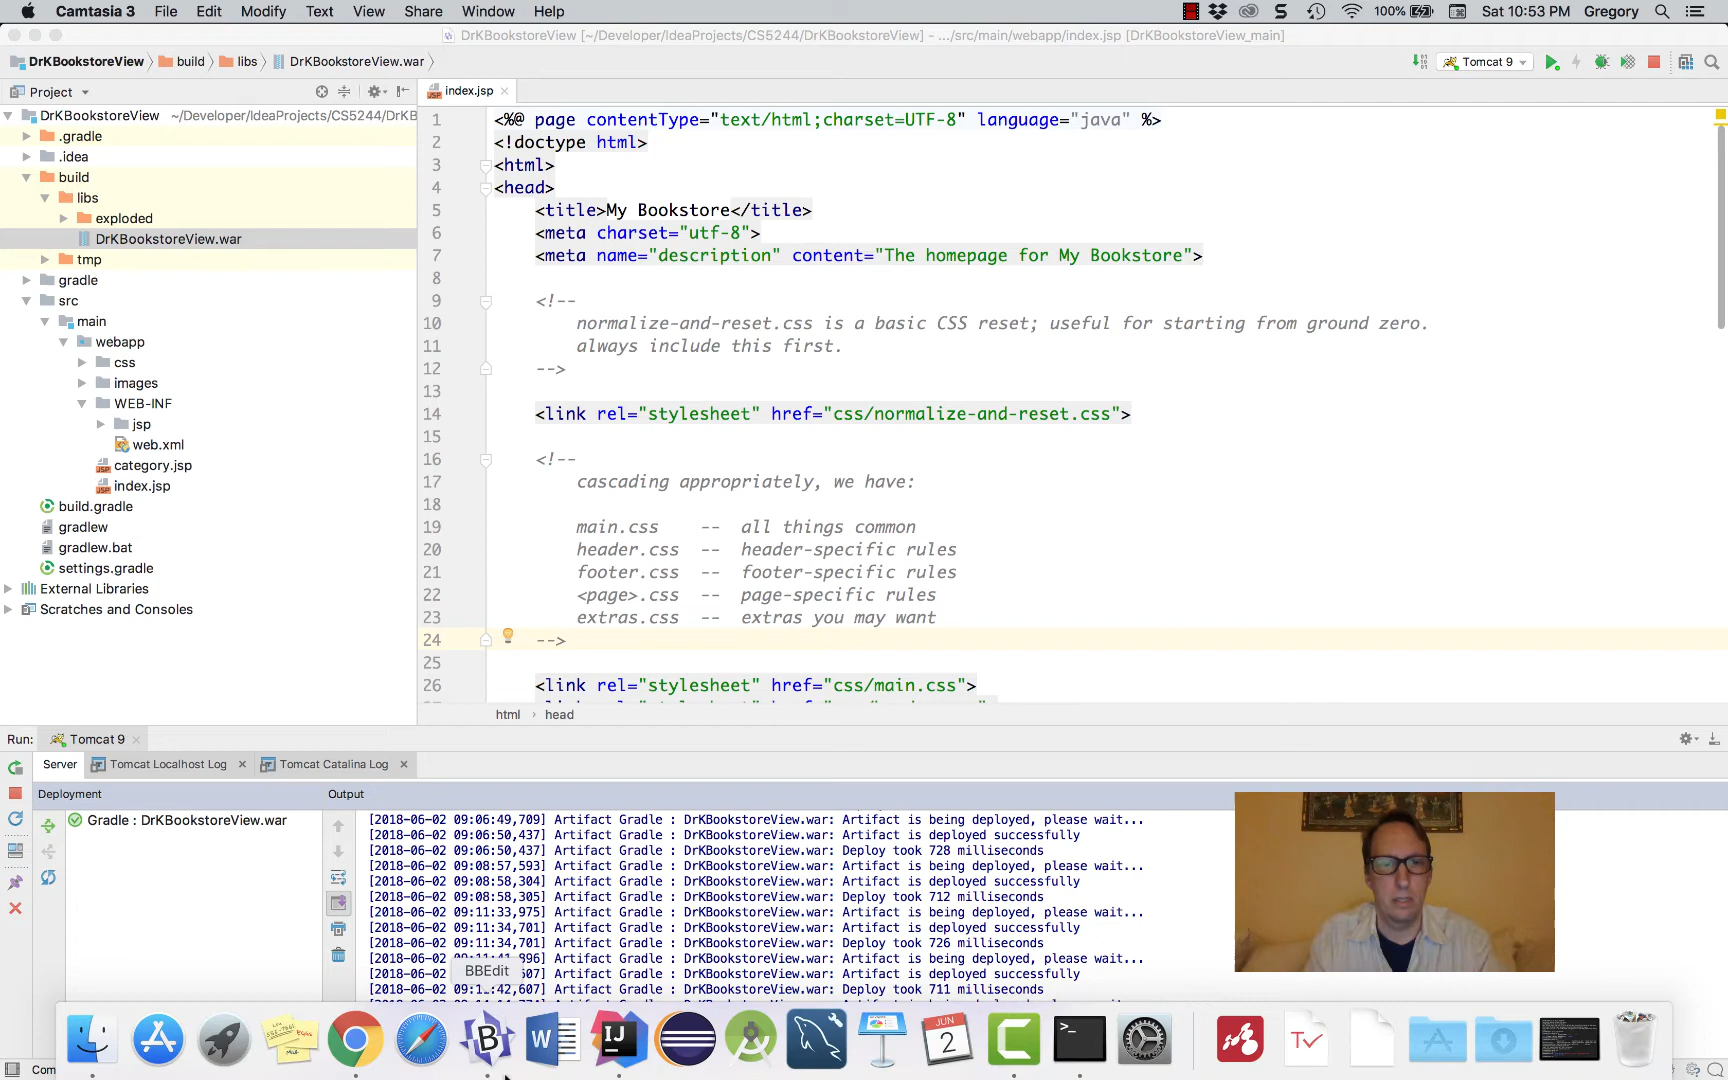 Camtasia 3 File Edit Modify Text View Share Window Help 100% Sat 10:53 PM Gregory
DrKBookstoreView [~/Developer/IdeaProjects/CS5244/DrKBookstoreView] - .../src/main/webapp/index.jsp [DrKBookstoreView_main]
DrKBookstoreView build libs DrKBookstoreView.war Tomcat 9
Project index.jsp
DrKBookstoreView ~/Developer/IdeaProjects/CS5244/DrKB
.gradle
.idea
build
libs
exploded
DrKBookstoreView.war
tmp
gradle
src
main
webapp
css
images
WEB-INF
jsp
web.xml
category.jsp
index.jsp
build.gradle
gradlew
gradlew.bat
settings.gradle
External Libraries
Scratches and Consoles
1 <%@ page contentType="text/html;charset=UTF-8" language="java" %>
2 <!doctype html>
3 <html>
4 <head>
5 <title>My Bookstore</title>
6 <meta charset="utf-8">
7 <meta name="description" content="The homepage for My Bookstore">
8
9 <!--
10 normalize-and-reset.css is a basic CSS reset; useful for starting from ground zero.
11 always include this first.
12 -->
13
14 <link rel="stylesheet" href="css/normalize-and-reset.css">
15
16 <!--
17 cascading appropriately, we have:
18
19 main.css -- all things common
20 header.css -- header-specific rules
21 footer.css -- footer-specific rules
22 <page>.css -- page-specific rules
23 extras.css -- extras you may want
24 -->
25
26 <link rel="stylesheet" href="css/main.css">
html head
Run: Tomcat 9
Server Tomcat Localhost Log Tomcat Catalina Log
Deployment Output
Gradle : DrKBookstoreView.war
[2018-06-02 09:06:49,709] Artifact Gradle : DrKBookstoreView.war: Artifact is being deployed, please wait...
[2018-06-02 09:06:50,437] Artifact Gradle : DrKBookstoreView.war: Artifact is deployed successfully
[2018-06-02 09:06:50,437] Artifact Gradle : DrKBookstoreView.war: Deploy took 728 milliseconds
[2018-06-02 09:08:57,593] Artifact Gradle : DrKBookstoreView.war: Artifact is being deployed, please wait...
[2018-06-02 09:08:58,304] Artifact Gradle : DrKBookstoreView.war: Artifact is deployed successfully
[2018-06-02 09:08:58,305] Artifact Gradle : DrKBookstoreView.war: Deploy took 712 milliseconds
[2018-06-02 09:11:33,975] Artifact Gradle : DrKBookstoreView.war: Artifact is being deployed, please wait...
[2018-06-02 09:11:34,701] Artifact Gradle : DrKBookstoreView.war: Artifact is deployed successfully
[2018-06-02 09:11:34,701] Artifact Gradle : DrKBookstoreView.war: Deploy took 726 milliseconds
[2018-06-02 09:11:41,896] Artifact Gradle : DrKBookstoreView.war: Artifact is being deployed, please wait...
607] Artifact Gradle : DrKBookstoreView.war: Artifact is deployed successfully
[2018-06-02 09:11:42,607] Artifact Gradle : DrKBookstoreView.war: Deploy took 711 milliseconds
BBEdit
JUN
2
Com